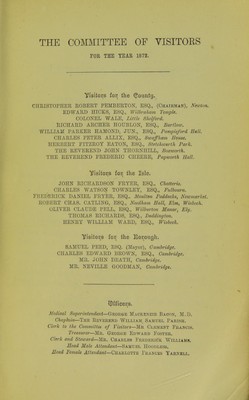 THE COMMITTEE OF VISITORS
FOR THE YEAR 1878.
Visitors for the County.
CHRISTOPHER ROBERT PEMBERTON, ESQ., (CHAIRMAN), Newton.
EDWARD HICKS, ESQ., Wilbraham Temple.
COLONEL WALE, Little Shelford.
RICHARD ARCHER HOUBLON, ESQ., Bartlow.
WILLIAM PARKER HAMOND, JUN., ESQ., Pampisford Hall.
CHARLES PETER ALLIX, ESQ., Swaffham House.
HERBERT FITZROY EATON, ESQ., Stetchworth Park.
THE REVEREND JOHN THORNHILL, Boxworth.
THE REVEREND FREDERIC CHEERE, Papworth Hall.
Visitors for the Isle.
JOHN RICHARDSON FRYER, ESQ., Chatteris.
CHARLES WATSON TOWNLEY, ESQ., Fulbourn.
FREDERICK DANIEL FRYER, ESQ., Moulton Paddocks, Newmarket.
ROBERT CHAS. CATLING, ESQ., Needham Hall, Elm, Wisbech.
OLIVER CLAUDE PELL, ESQ., Wilburton Manor, Ely.
THOMAS RICHARDS, ESQ., Doddington.
HENRY WILLIAM WARD, ESQ., Wisbech.
Visitors for the Borough.
SAMUEL PEED, ESQ. (Mayor), Cambridge.
CHARLES EDWARD BROWN, ESQ., Cambridge.
MR. JOHN DEATH, Cambridge.
MR. NEVILLE GOODMAN, Cambridge.
Officers.
Medical Superintendent—GEORGE MACKENZIE BACON, M.D.
Chaplain—THE REVEREND WILLIAM SAMUEL PARISH.
Clerk to the Committee of Visitors—MR CLEMENT FRANCIS.
Treasurer—MR. GEORGE EDWARD FOSTER.
Clerk and Steward—MR. CHARLES FREDERICK WILLIAMS.
Head Male Attendant—SAMUEL
Head Female Attendant—CHARLOTTE FRANCES